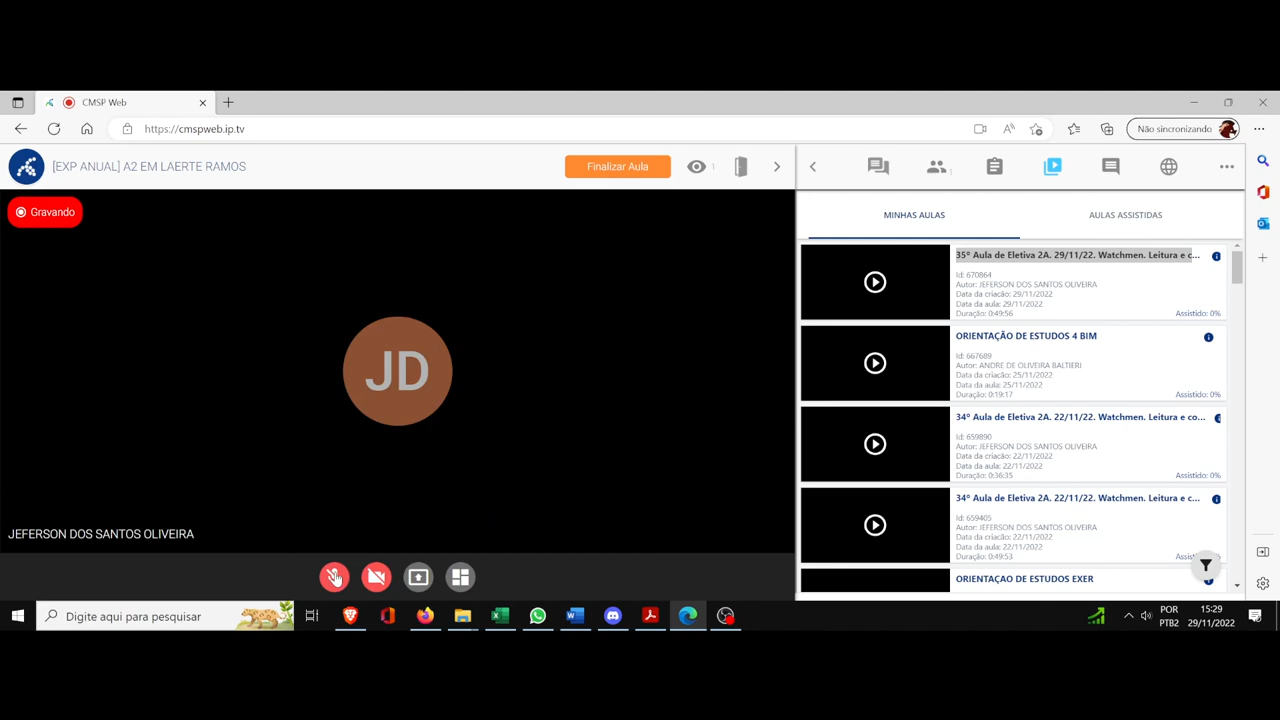 CMSP Web
https://cmspweb.ip.tv
Não sincronizando
[EXP ANUAL] A2 EM LAERTE RAMOS
Finalizar Aula
1
Gravando
JD
JEFERSON DOS SANTOS OLIVEIRA
MINHAS AULAS
AULAS ASSISTIDAS
35º Aula de Eletiva 2A. 29/11/22. Watchmen. Leitura e c...
Id: 670864
Autor: JEFERSON DOS SANTOS OLIVEIRA
Data da criacão: 29/11/2022
Data da aula: 29/11/2022
Duração: 0:49:56
Assistido: 0%
ORIENTAÇÃO DE ESTUDOS 4 BIM
Id: 667689
Autor: ANDRE DE OLIVEIRA BALTIERI
Data da criacão: 25/11/2022
Data da aula: 25/11/2022
Duração: 0:19:17
Assistido: 0%
34º Aula de Eletiva 2A. 22/11/22. Watchmen. Leitura e co...
Id: 659890
Autor: JEFERSON DOS SANTOS OLIVEIRA
Data da criacão: 22/11/2022
Data da aula: 22/11/2022
Duração: 0:36:35
Assistido: 0%
34º Aula de Eletiva 2A. 22/11/22. Watchmen. Leitura e c...
Id: 659405
Autor: JEFERSON DOS SANTOS OLIVEIRA
Data da criacão: 22/11/2022
Data da aula: 22/11/2022
Duração: 0:49:53
ORIENTAÇAO DE ESTUDOS EXER
Digite aqui para pesquisar
POR
PTB2
15:29
29/11/2022